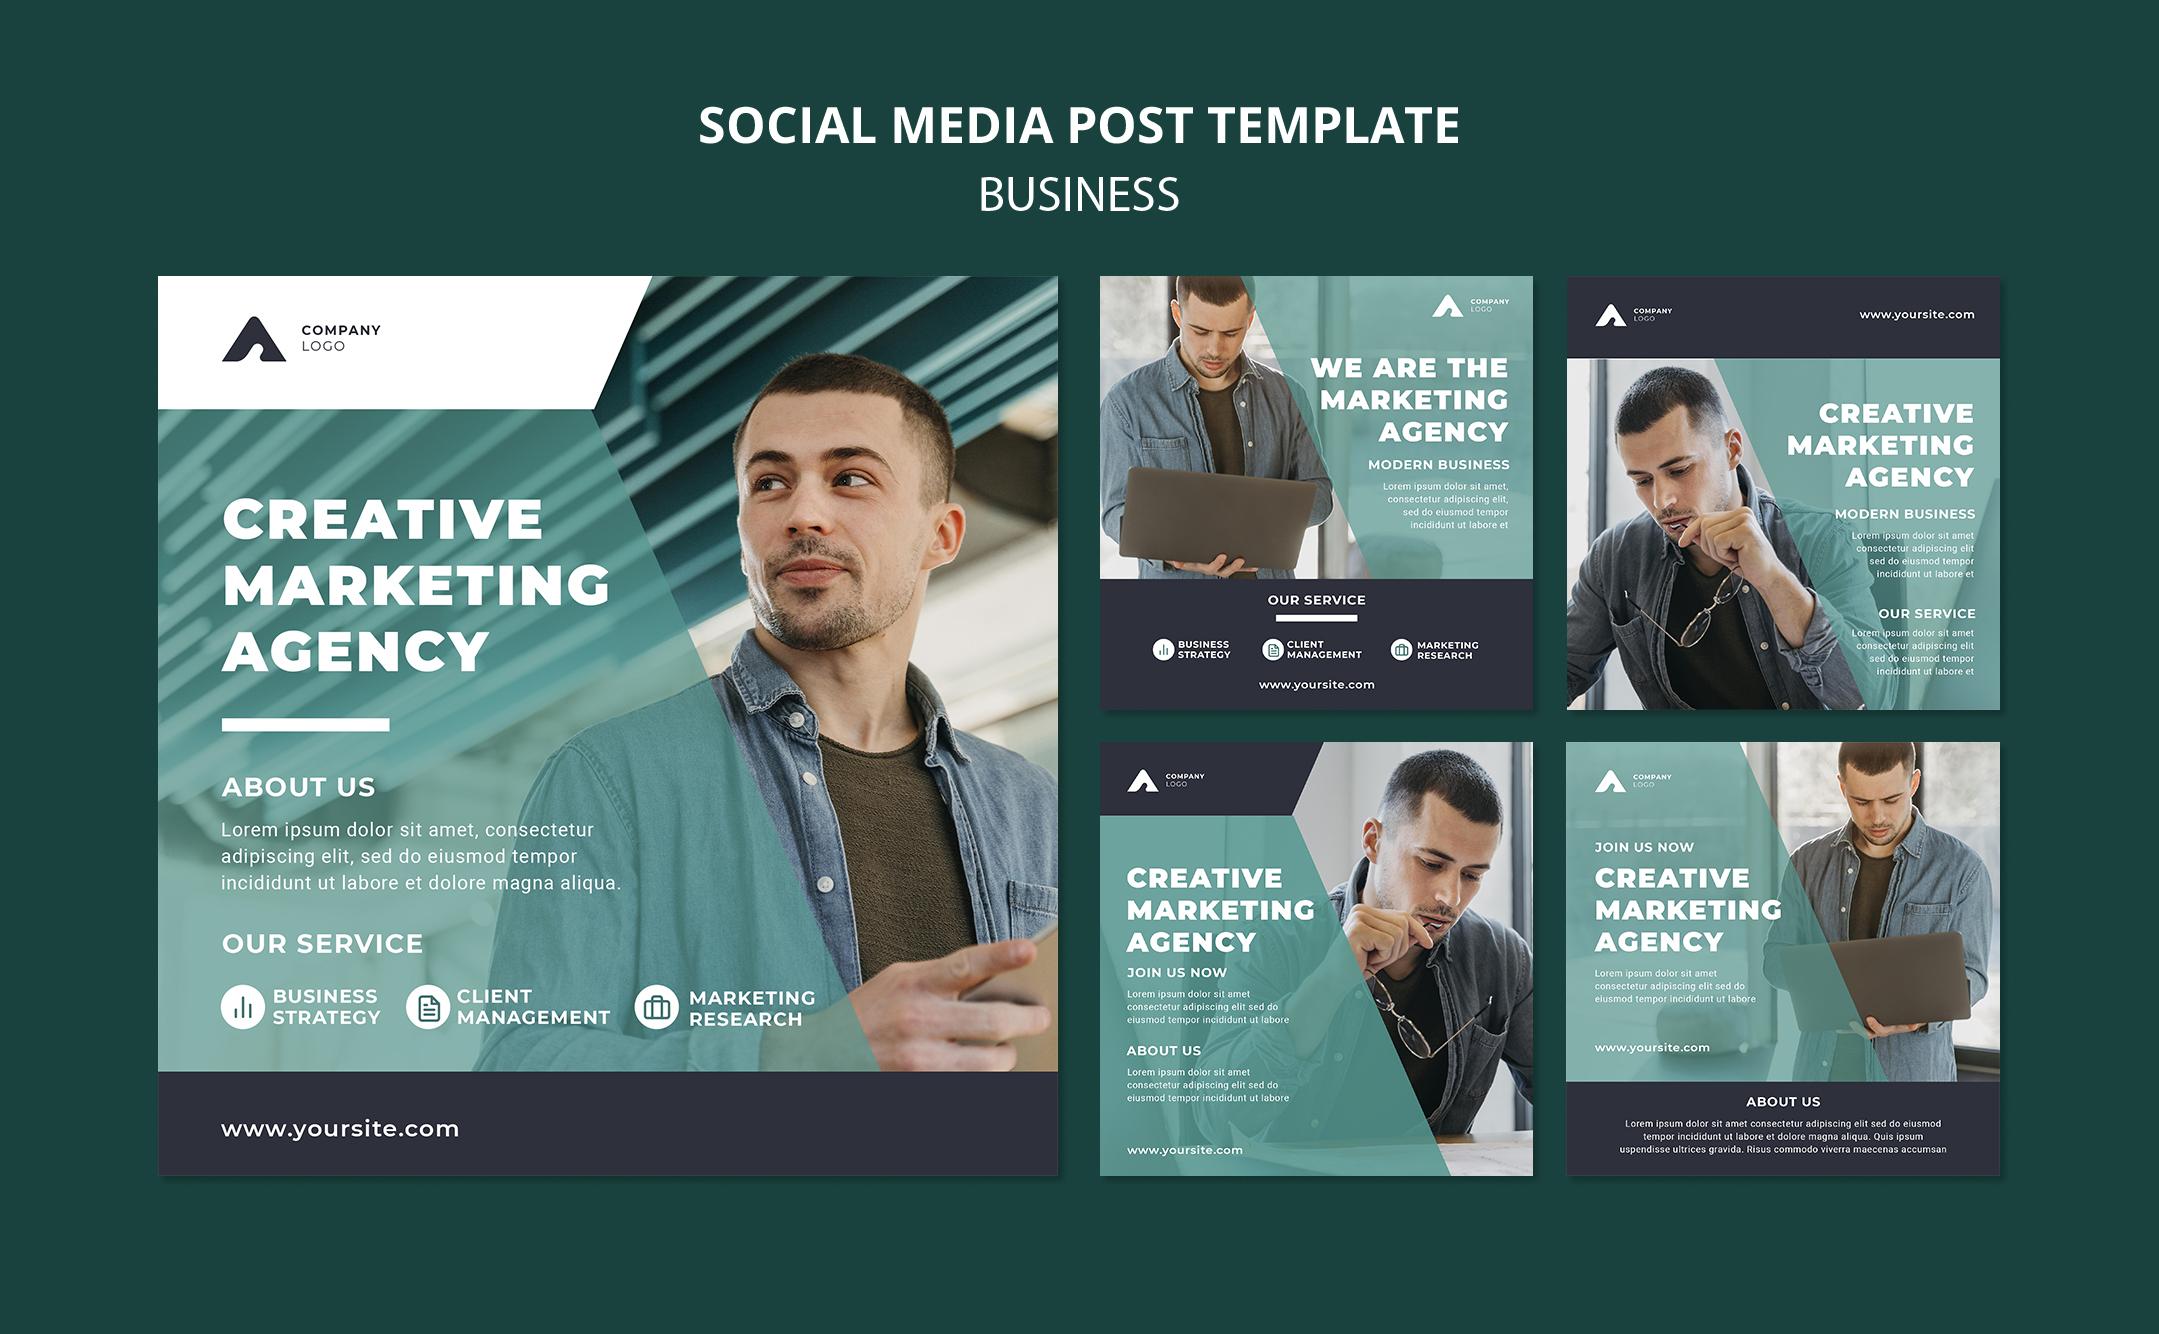 SOCIAL MEDIA POST TEMPLATE
BUSINESS
COMPANY
LOGO
CREATIVE
MARKETING
AGENCY
ABOUT US
Lorem ipsum dolor sit amet, consectetur
adipiscing elit, sed do eiusmod tempor
incididunt ut labore et dolore magna aliqua.
OUR SERVICE
BUSINESS
STRATEGY
CLIENT
MANAGEMENT
MARKETING
RESEARCH
www.yoursite.com
COMPANY
LOGO
WE ARE THE
MARKETING
AGENCY
MODERN BUSINESS
Lorem ipsum dolor sit amet,
consectetur adipiscing elit,
sed do eiusmod tempor
incididunt ut labore et
OUR SERVICE
BUSINESS
STRATEGY
CLIENT
MANAGEMENT
MARKETING
RESEARCH
www.yoursite.com
COMPANY
LOGO
www.yoursite.com
CREATIVE
MARKETING
AGENCY
MODERN BUSINESS
Lorem ipsum dolor sit amet
consectetur adipiscing elit
sed do eiusmod tempor
incididunt ut labore et
OUR SERVICE
Lorem ipsum dolor sit amet
consectetur adipiscing elit
sed do eiusmod tempor
incididunt ut labore et
COMPANY
LOGO
CREATIVE
MARKETING
AGENCY
JOIN US NOW
Lorem ipsum dolor sit amet
consectetur adipiscing elit sed do
eiusmod tempor incididunt ut labore
ABOUT US
Lorem ipsum dolor sit amet
consectetur adipiscing elit sed do
eiusmod tempor incididunt ut labore
www.yoursite.com
COMPANY
LOGO
JOIN US NOW
CREATIVE
MARKETING
AGENCY
Lorem ipsum dolor sit amet
consectetur adipiscing elit sed do
eiusmod tempor incididunt ut labore
www.yoursite.com
ABOUT US
Lorem ipsum dolor sit amet consectetur adipiscing elit sed do eiusmod
tempor incididunt ut labore et dolore magna aliqua. Quis ipsum
uspendisse ultrices gravida. Risus commodo viverra maecenas accumsan